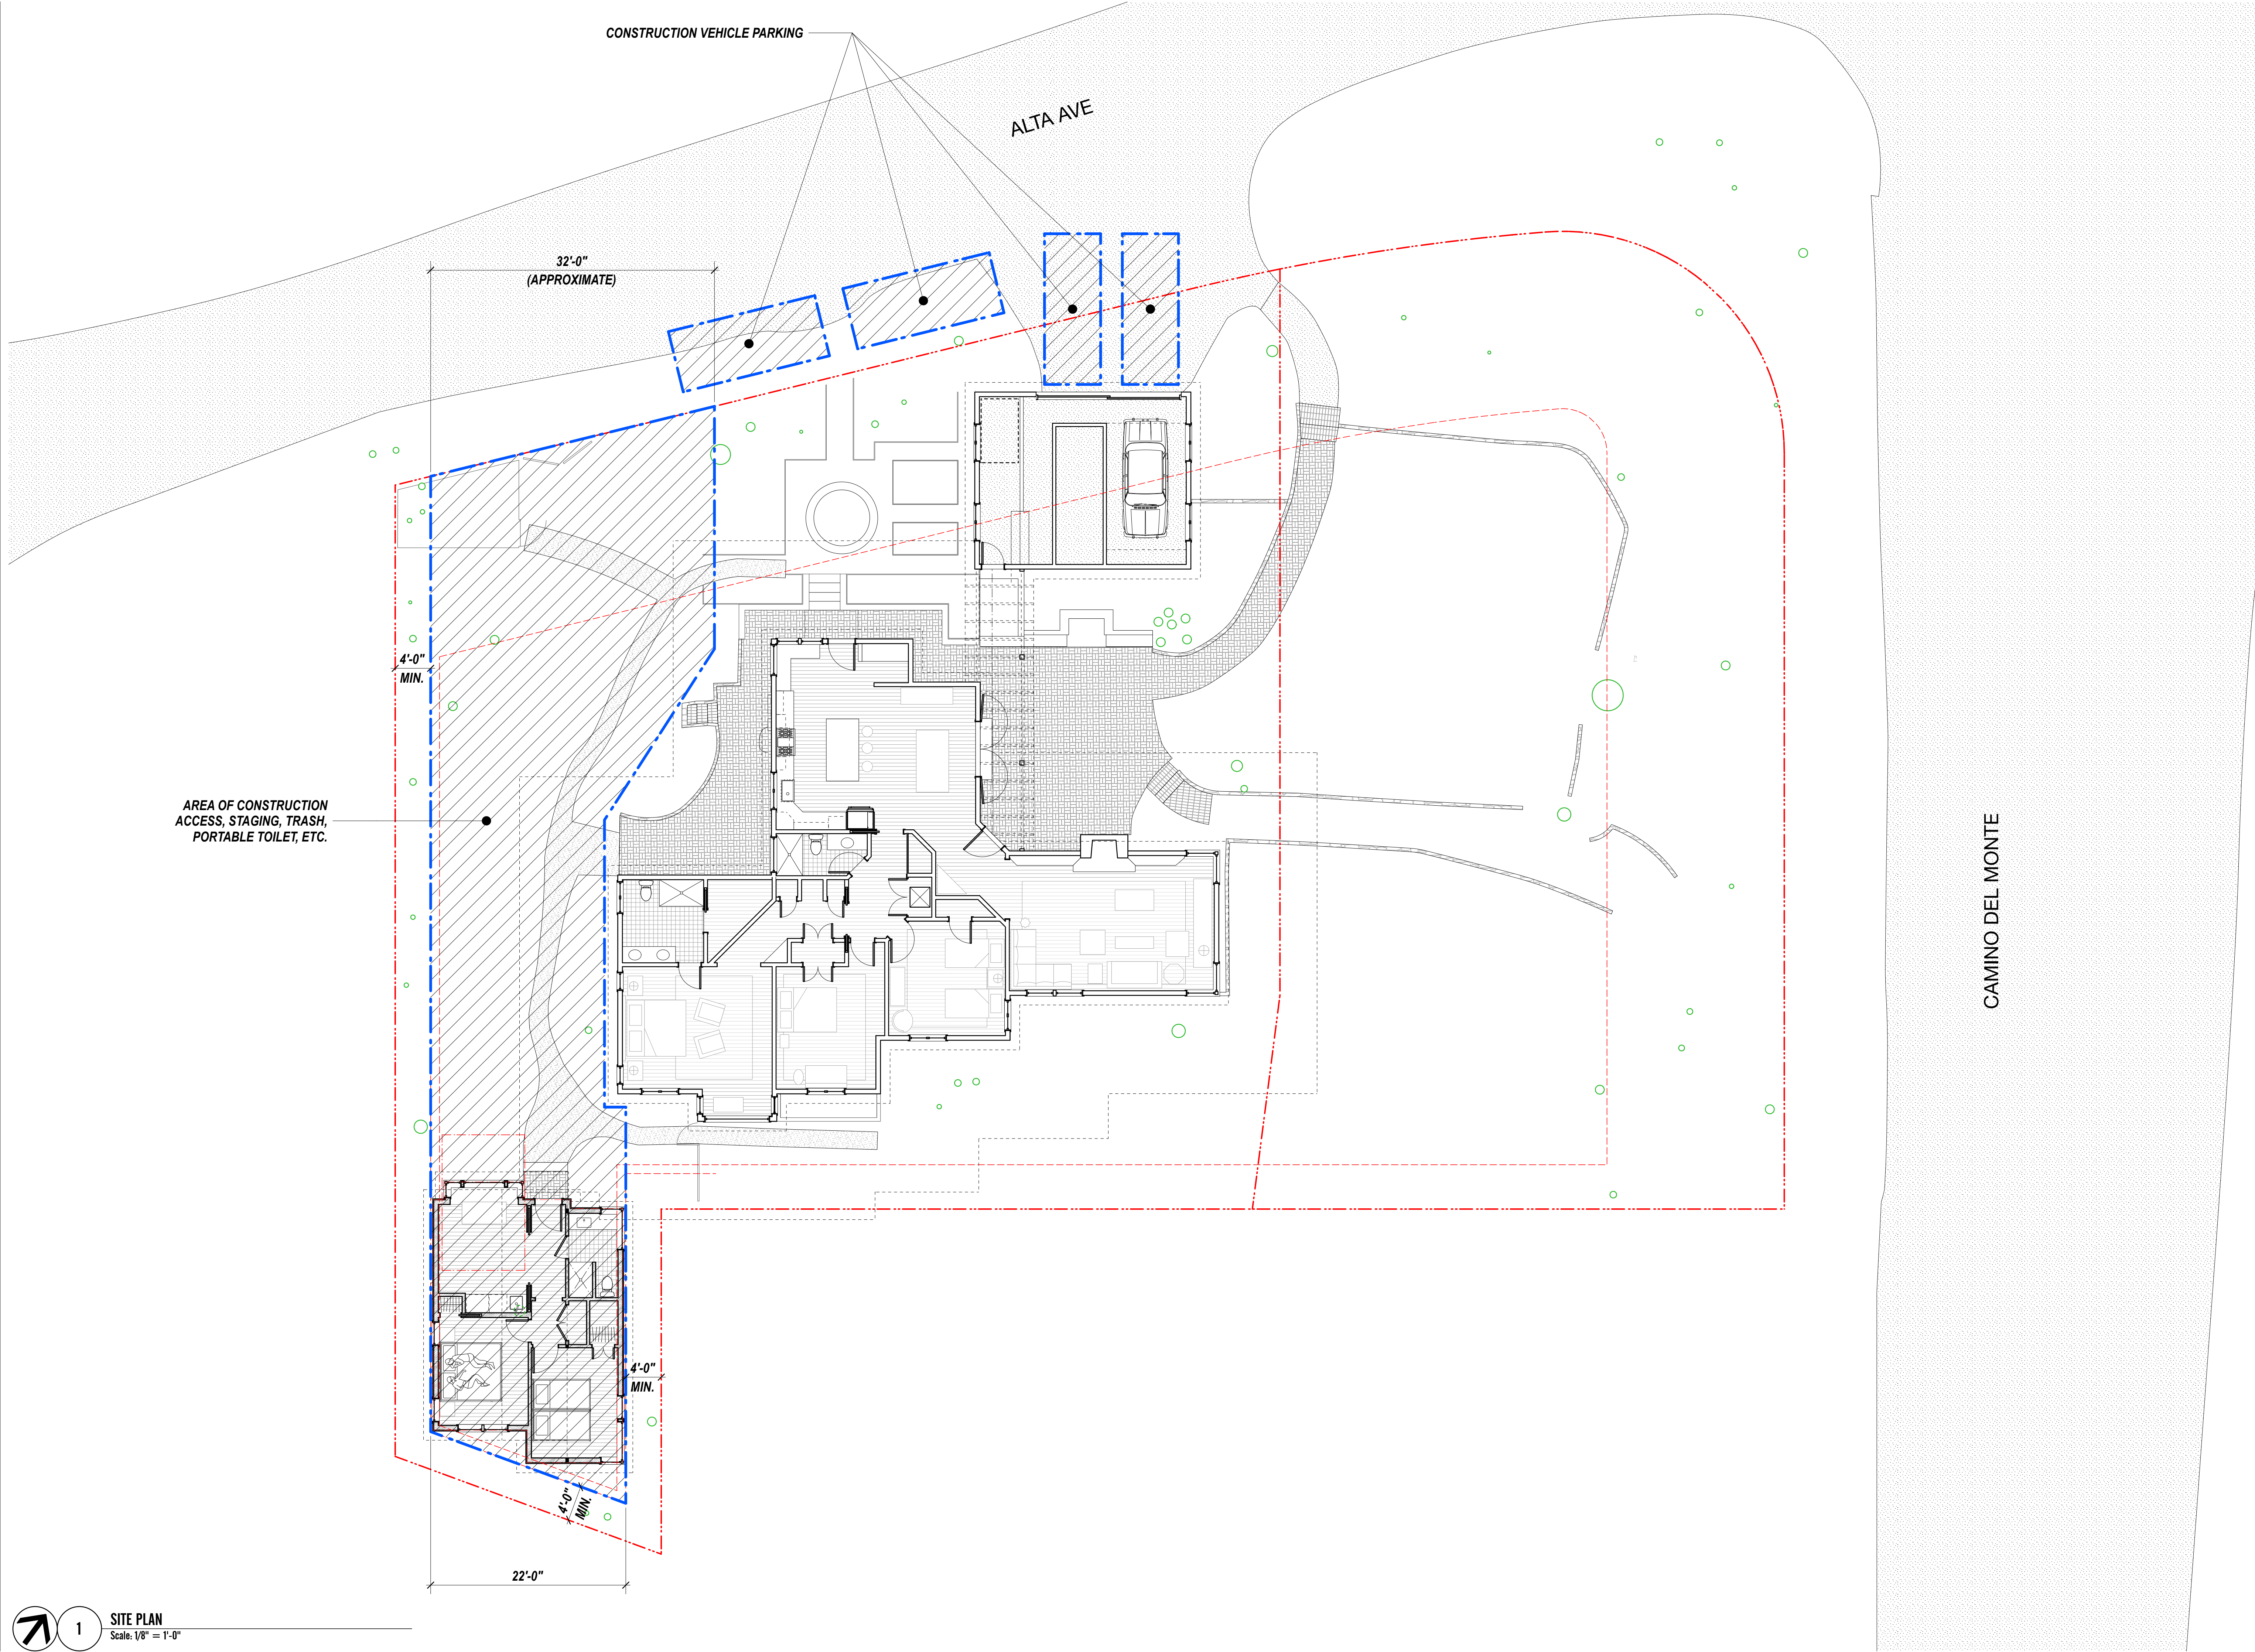 CONSTRUCTION VEHICLE PARKING
ALTA AVE
32'-0"
(APPROXIMATE)
4'-0"
MIN.
AREA OF CONSTRUCTION
ACCESS, STAGING, TRASH,
PORTABLE TOILET, ETC.
CAMINO DEL MONTE
4'-0"
MIN.
4'-0"
MIN.
22'-0"
1
SITE PLAN
Scale: 1/8" = 1'-0"